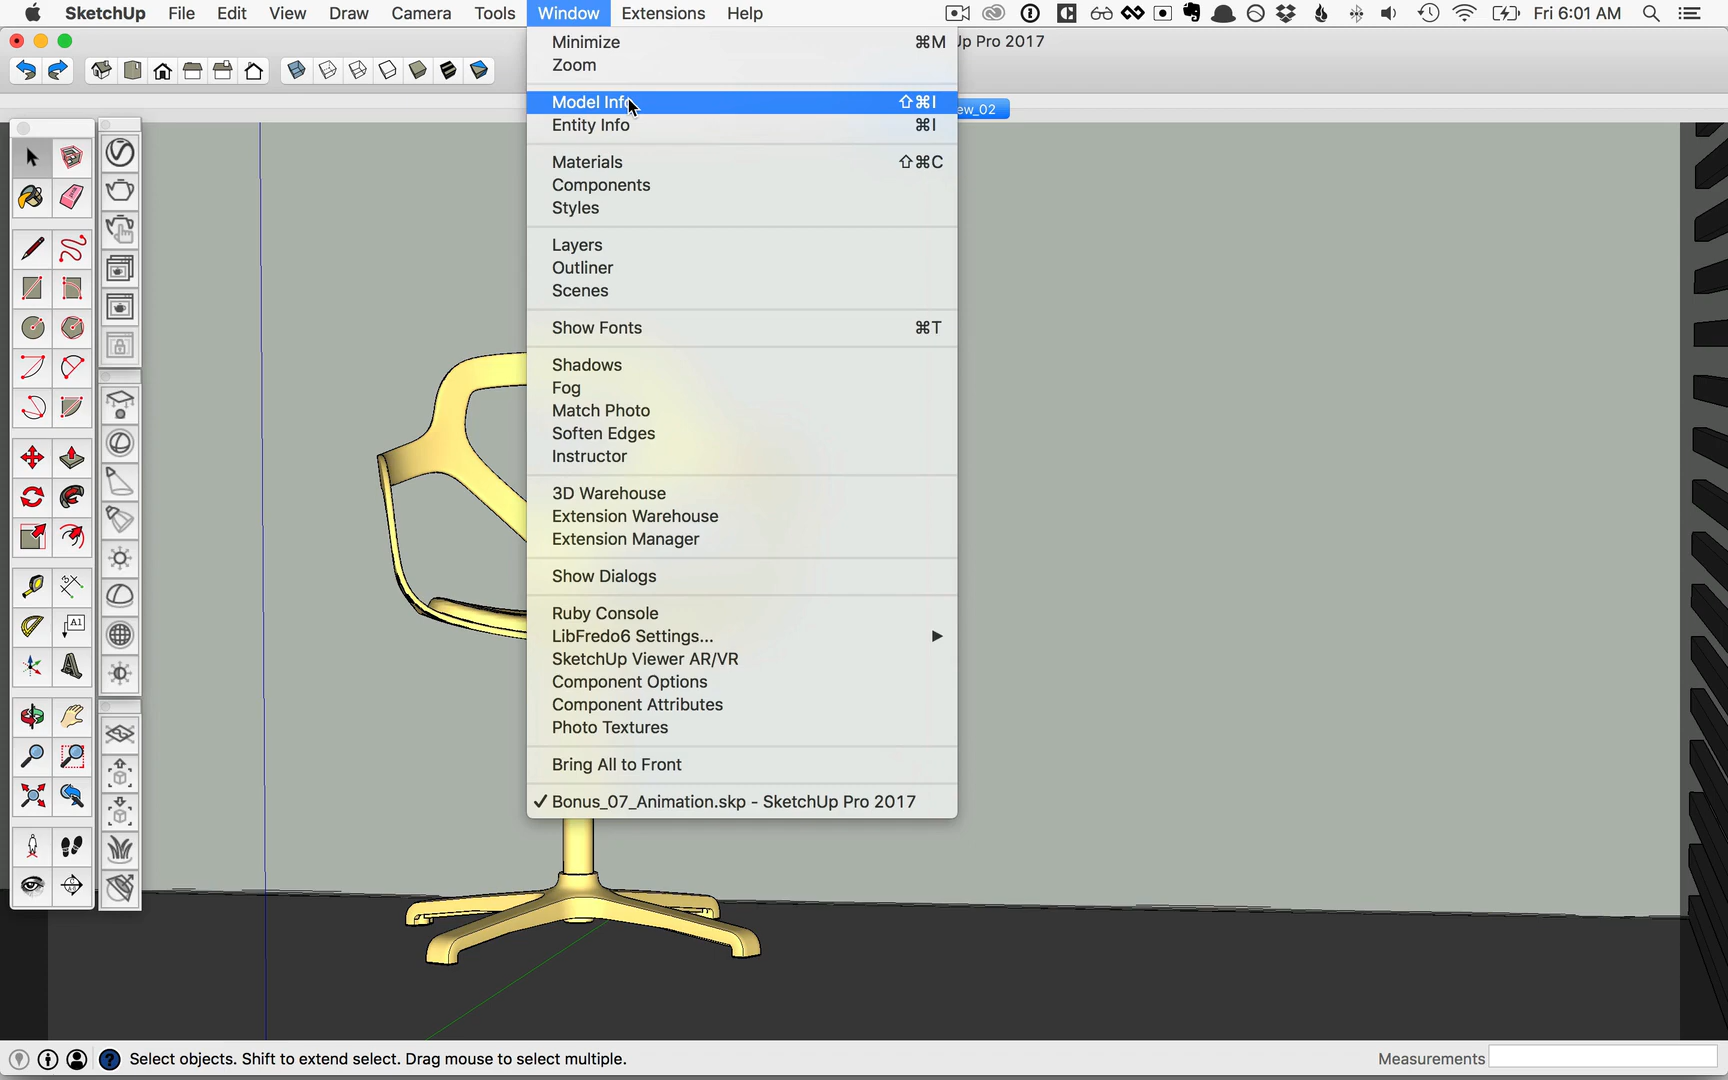 SketchUp File Edit View Draw Camera Tools Window Extensions Help Fri 6:01 AM
Up Pro 2017
ew_02
Minimize ⌘M
Zoom
Model Info ⇧⌘I
Entity Info ⌘I
Materials ⇧⌘C
Components
Styles
Layers
Outliner
Scenes
Show Fonts ⌘T
Shadows
Fog
Match Photo
Soften Edges
Instructor
3D Warehouse
Extension Warehouse
Extension Manager
Show Dialogs
Ruby Console
LibFredo6 Settings...
SketchUp Viewer AR/VR
Component Options
Component Attributes
Photo Textures
Bring All to Front
✓ Bonus_07_Animation.skp - SketchUp Pro 2017
A1
Select objects. Shift to extend select. Drag mouse to select multiple.
Measurements